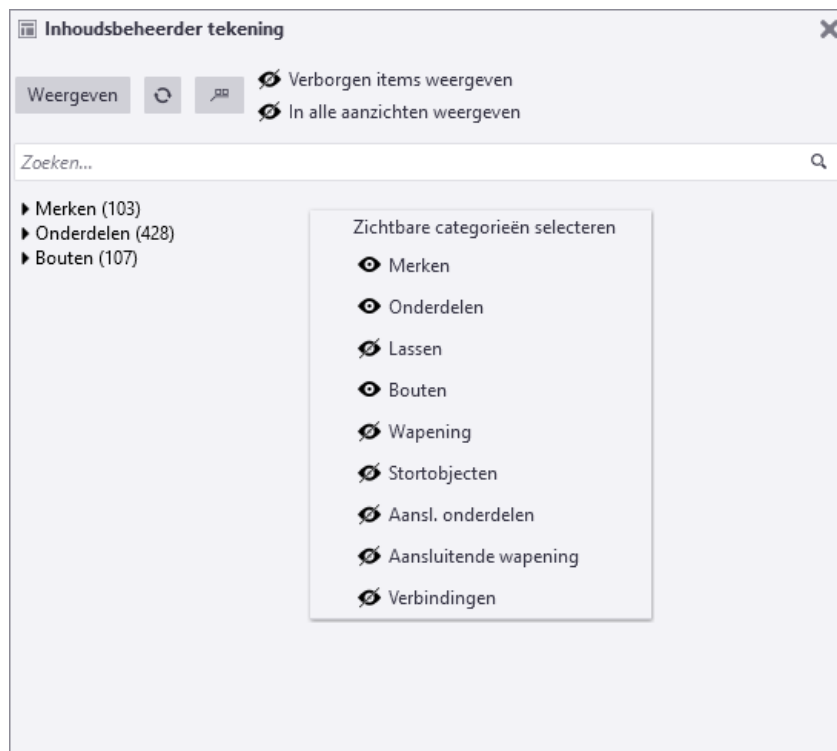 Inhoudsbeheerder tekening
Weergeven
Verborgen items weergeven
In alle aanzichten weergeven
Zoeken...
Merken (103)
Onderdelen (428)
Bouten (107)
Zichtbare categorieën selecteren
Merken
Onderdelen
Lassen
Bouten
Wapening
Stortobjecten
Aansl. onderdelen
Aansluitende wapening
Verbindingen